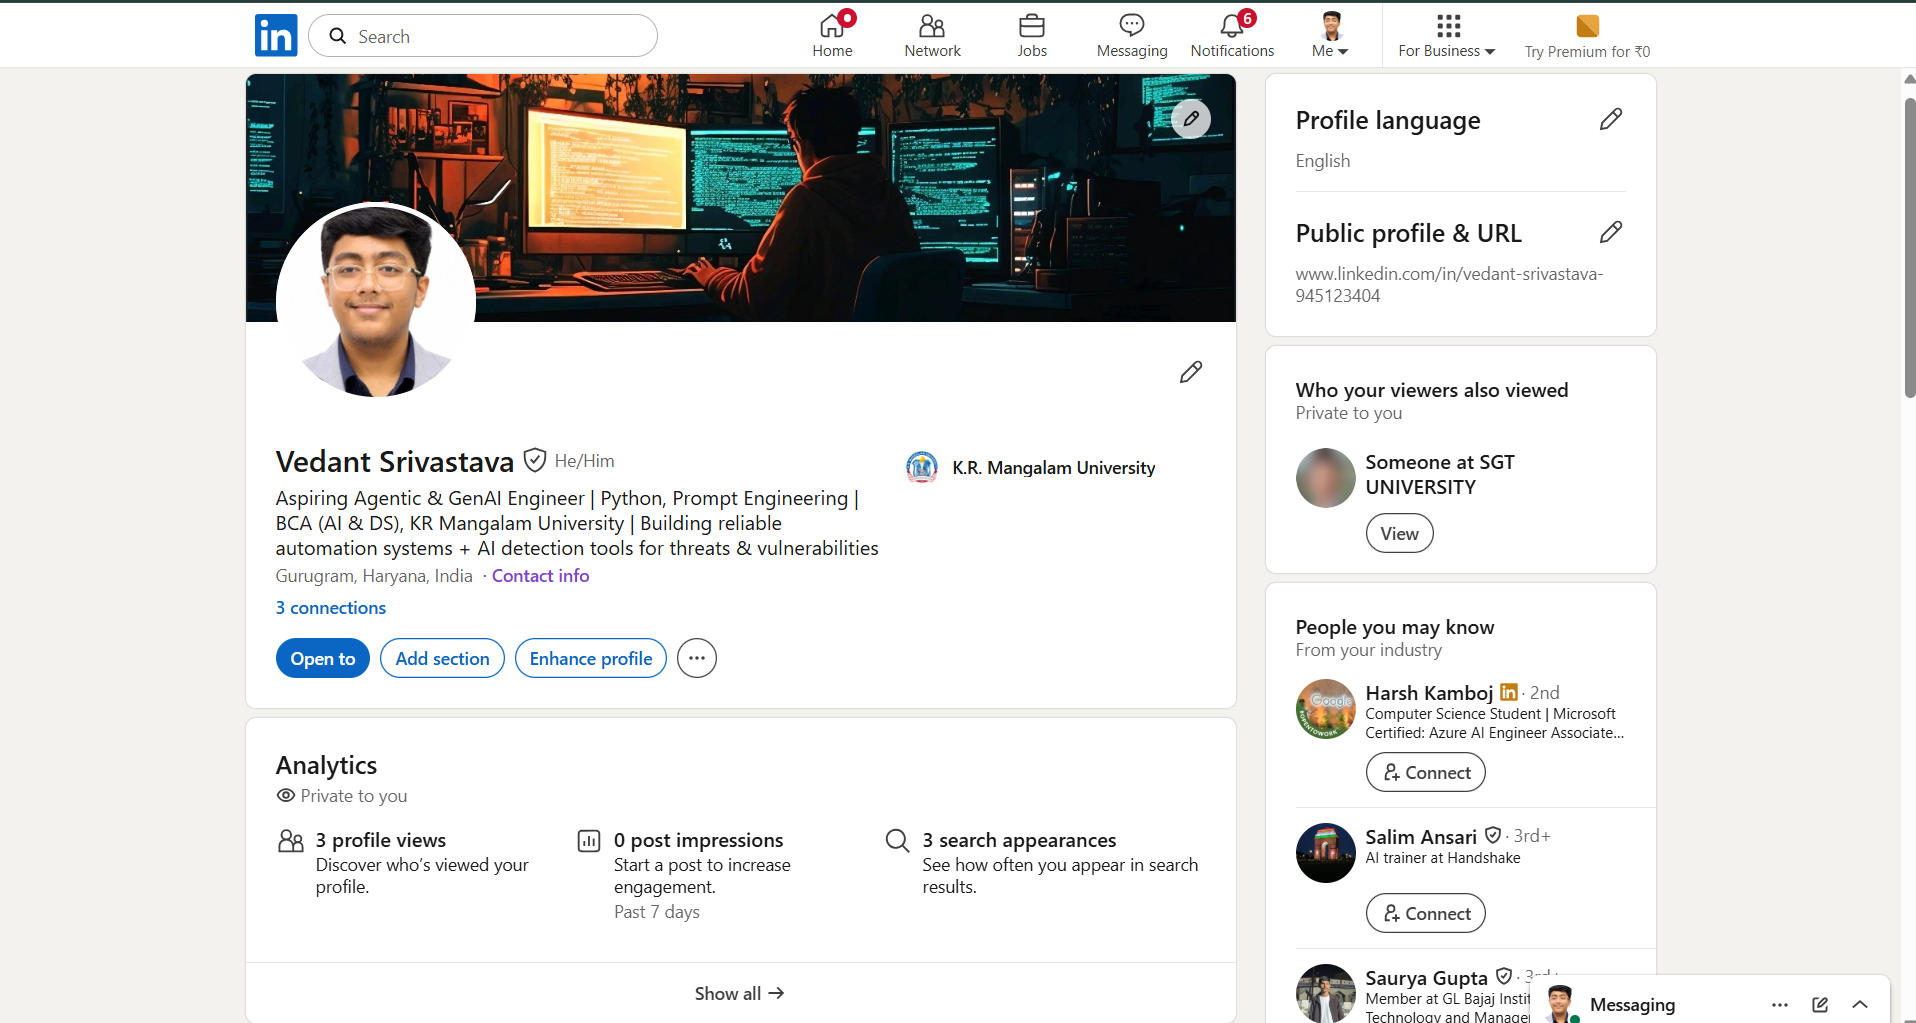 in
Search
Home
Network
Jobs
Messaging
6
Notifications
Me
For Business
Try Premium for ₹0
Vedant Srivastava He/Him
Aspiring Agentic & GenAI Engineer | Python, Prompt Engineering |
BCA (AI & DS), KR Mangalam University | Building reliable
automation systems + AI detection tools for threats & vulnerabilities
Gurugram, Haryana, India · Contact info
3 connections
Open to
Add section
Enhance profile
K.R. Mangalam University
Analytics
Private to you
3 profile views
Discover who's viewed your
profile.
0 post impressions
Start a post to increase
engagement.
Past 7 days
3 search appearances
See how often you appear in search
results.
Show all →
Profile language
English
Public profile & URL
www.linkedin.com/in/vedant-srivastava-
945123404
Who your viewers also viewed
Private to you
Someone at SGT
UNIVERSITY
View
People you may know
From your industry
Google
#OPENTOWORK
Harsh Kamboj in · 2nd
Computer Science Student | Microsoft
Certified: Azure AI Engineer Associate...
Connect
Salim Ansari · 3rd+
AI trainer at Handshake
Connect
Saurya Gupta · 3rd+
Member at GL Bajaj Instit
Technology and Manage
Messaging